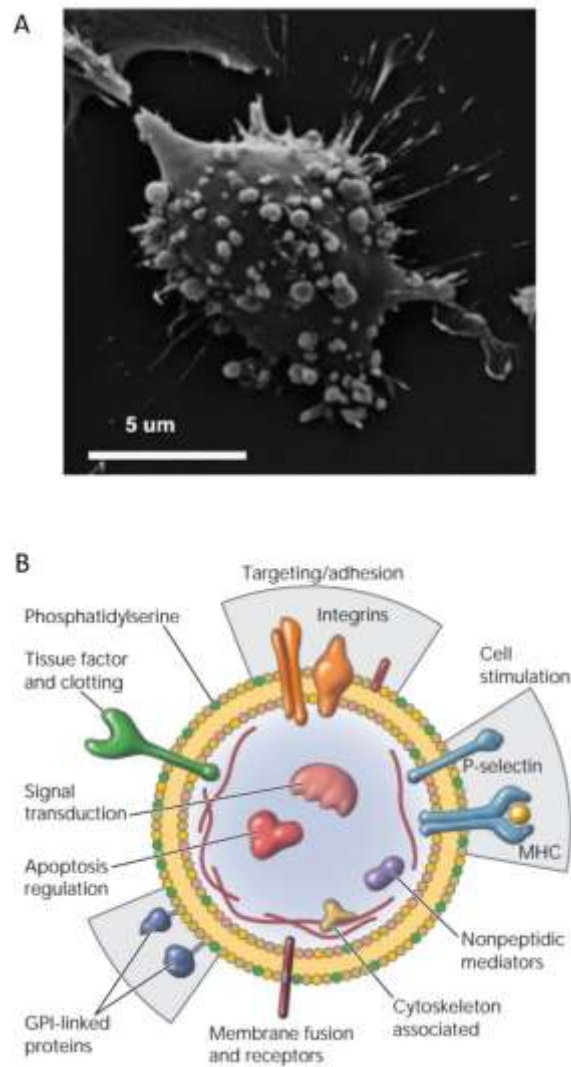 A
5 um
B
Targeting/adhesion
Phosphatidylserine
Integrins
Tissue factor
and clotting
Cell
stimulation
P-selectin
Signal
transduction
MHC
Apoptosis
regulation
Nonpeptidic
mediators
GPI-linked
proteins
Membrane fusion
and receptors
Cytoskeleton
associated